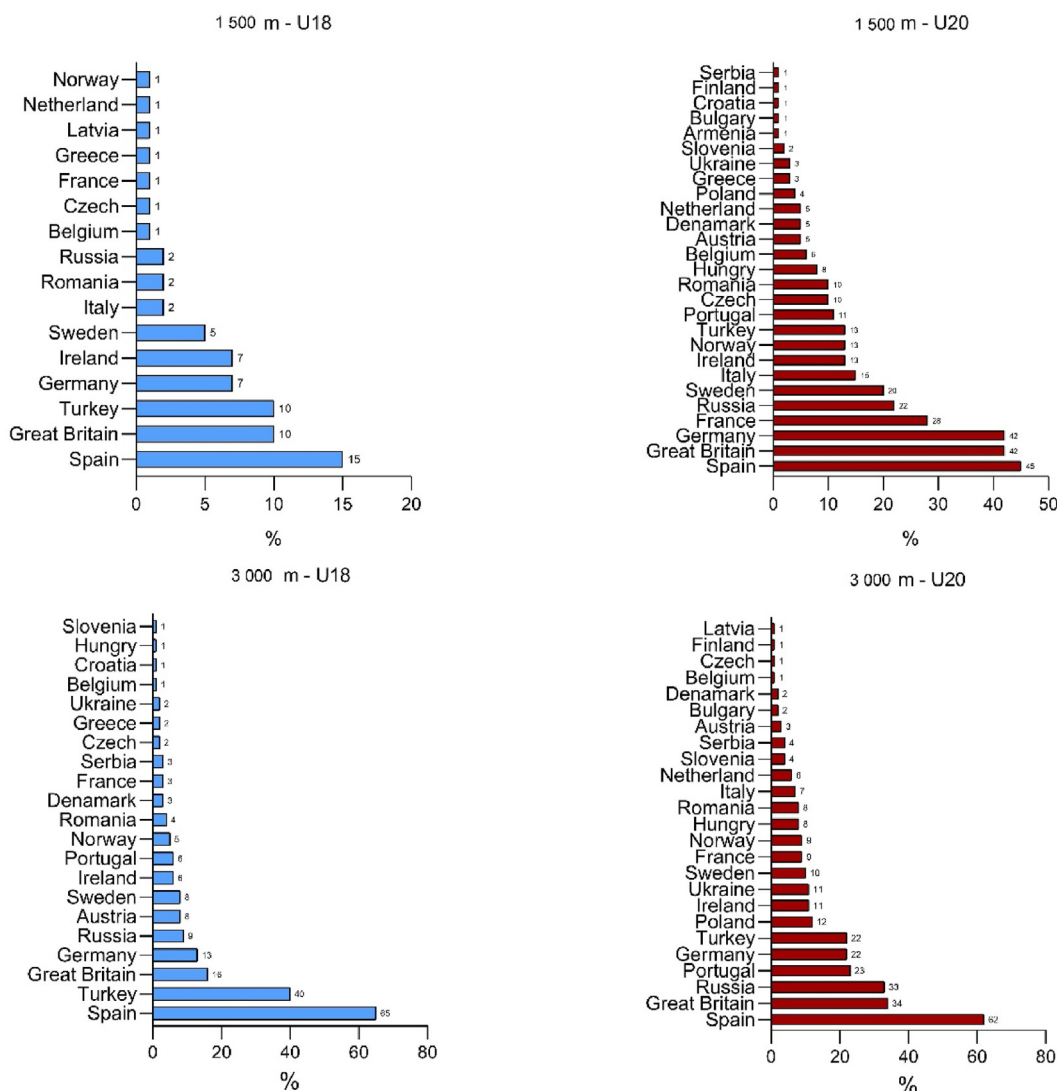 1 500 m - U18
Norway 1
Netherland 1
Latvia 1
Greece 1
France 1
Czech 1
Belgium 1
Russia 2
Romania 2
Italy 2
Sweden 5
Ireland 7
Germany 7
Turkey 10
Great Britain 10
Spain 15
0 5 10 15 20
%
1 500 m - U20
Serbia 1
Finland 1
Croatia 1
Bulgary 1
Armenia 1
Slovenia 2
Ukraine 3
Greece 3
Poland 4
Netherland 5
Denamark 5
Austria 5
Belgium 6
Hungry 8
Romania 10
Czech 10
Portugal 11
Turkey 13
Norway 13
Ireland 13
Italy 15
Sweden 20
Russia 22
France 28
Germany 42
Great Britain 42
Spain 45
0 10 20 30 40 50
%
3 000 m - U18
Slovenia 1
Hungry 1
Croatia 1
Belgium 1
Ukraine 2
Greece 2
Czech 2
Serbia 3
France 3
Denamark 3
Romania 4
Norway 5
Portugal 6
Ireland 6
Sweden 8
Austria 8
Russia 9
Germany 13
Great Britain 16
Turkey 40
Spain 65
0 20 40 60 80
%
3 000 m - U20
Latvia 1
Finland 1
Czech 1
Belgium 1
Denamark 2
Bulgary 2
Austria 3
Serbia 4
Slovenia 4
Netherland 6
Italy 7
Romania 8
Hungry 8
Norway 9
France 9
Sweden 10
Ukraine 11
Ireland 11
Poland 12
Turkey 22
Germany 22
Portugal 23
Russia 33
Great Britain 34
Spain 62
0 20 40 60 80
%